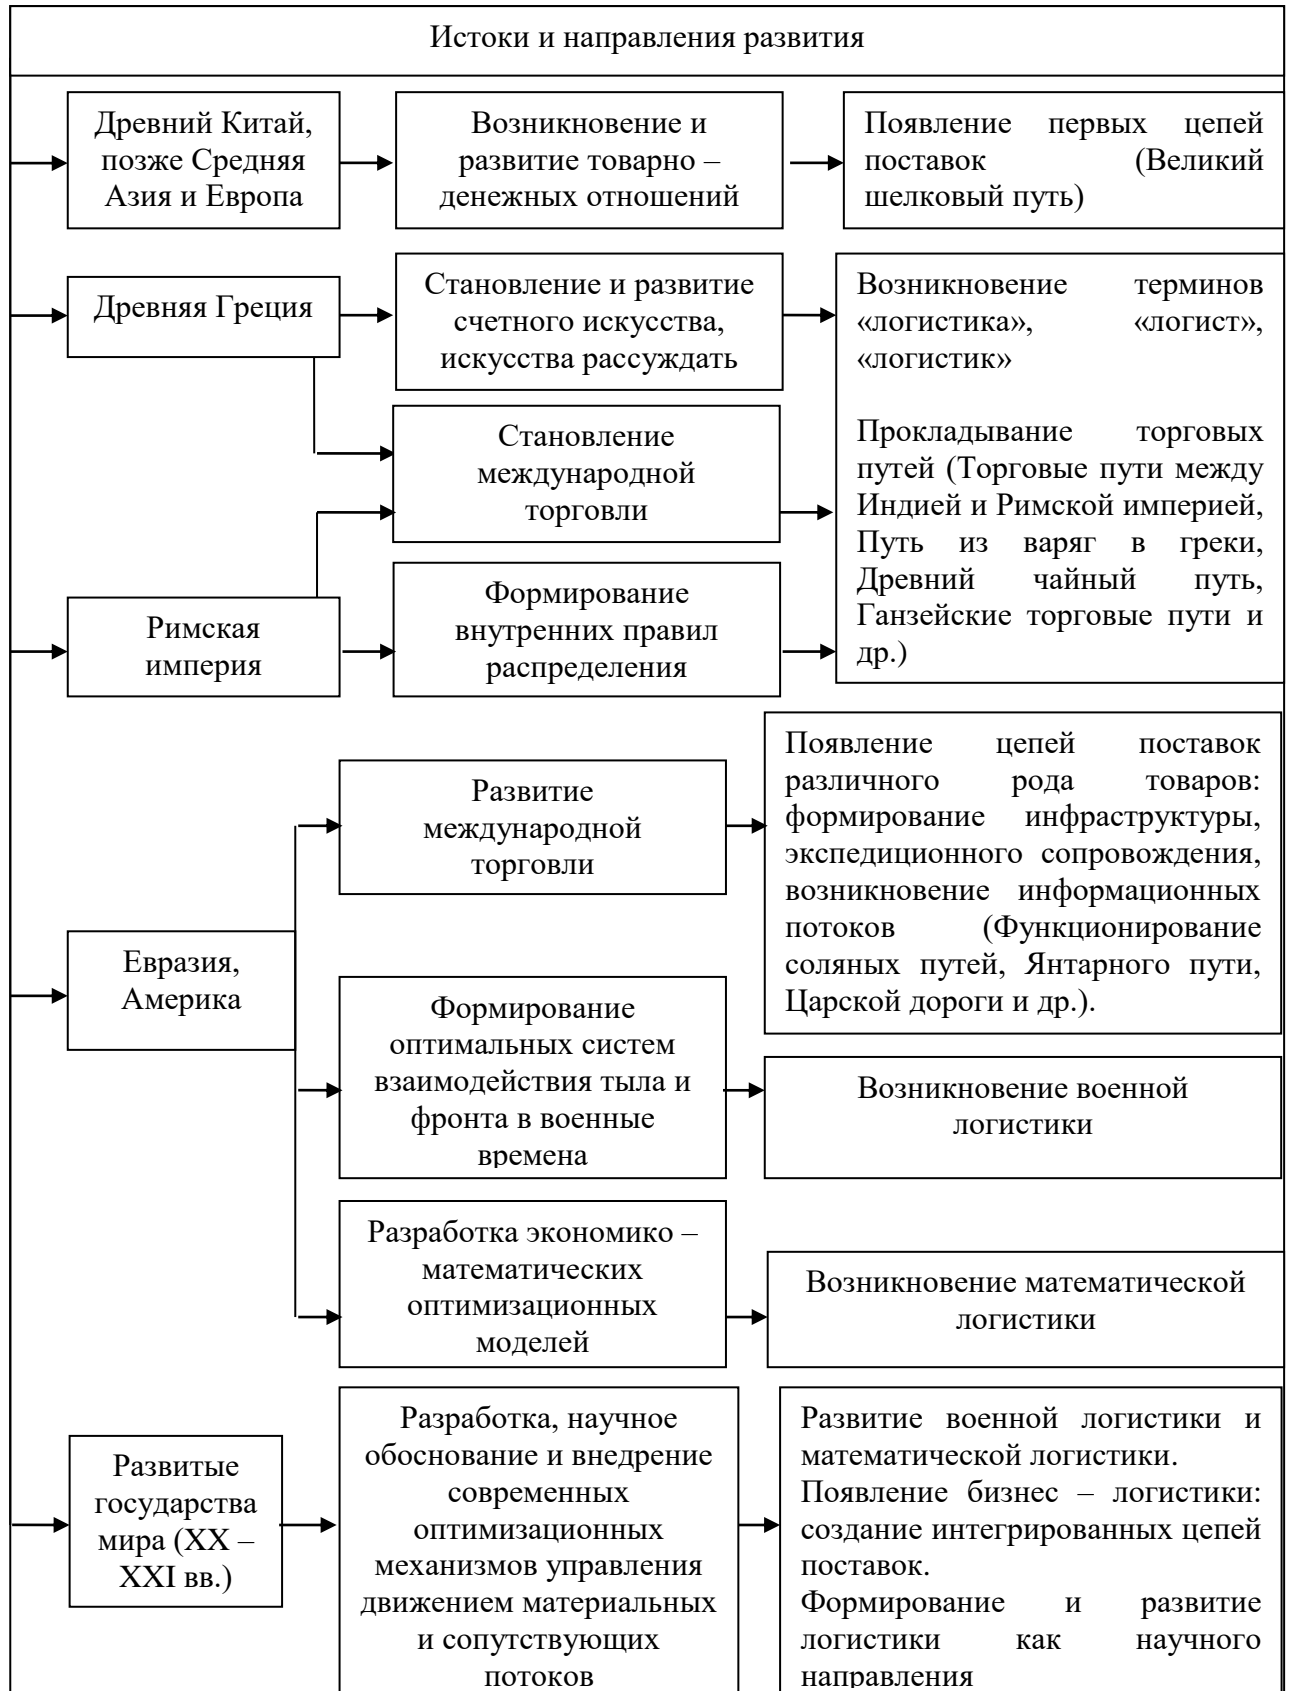 Истоки и направления развития
Древний Китай,
позже Средняя
Азия и Европа
Возникновение и
развитие товарно –
денежных отношений
Появление первых цепей
поставок (Великий
шелковый путь)
Древняя Греция
Становление и развитие
счетного искусства,
искусства рассуждать
Возникновение терминов
«логистика», «логист»,
«логистик»
Прокладывание торговых
путей (Торговые пути между
Индией и Римской империей,
Путь из варяг в греки,
Древний чайный путь,
Ганзейские торговые пути и
др.)
Становление
международной
торговли
Римская
империя
Формирование
внутренних правил
распределения
Евразия,
Америка
Развитие
международной
торговли
Появление цепей поставок
различного рода товаров:
формирование инфраструктуры,
экспедиционного сопровождения,
возникновение информационных
потоков (Функционирование
соляных путей, Янтарного пути,
Царской дороги и др.).
Формирование
оптимальных систем
взаимодействия тыла и
фронта в военные
времена
Возникновение военной
логистики
Разработка экономико –
математических
оптимизационных
моделей
Возникновение математической
логистики
Развитые
государства
мира (XX –
XXI вв.)
Разработка, научное
обоснование и внедрение
современных
оптимизационных
механизмов управления
движением материальных
и сопутствующих
потоков
Развитие военной логистики и
математической логистики.
Появление бизнес – логистики:
создание интегрированных цепей
поставок.
Формирование и развитие
логистики как научного
направления